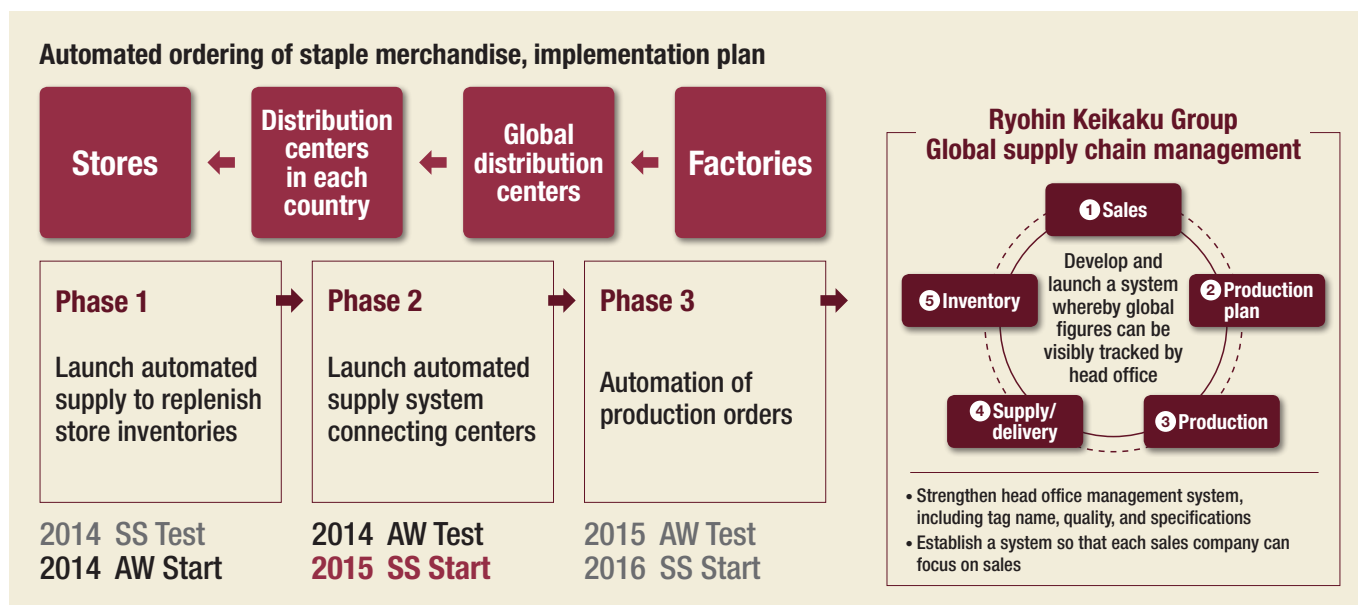 Automated ordering of staple merchandise, implementation plan
Stores
Distribution
centers
in each
country
Global
distribution
centers
Factories
Phase 1
Launch automated
supply to replenish
store inventories
2014 SS Test
2014 AW Start
Phase 2
Launch automated
supply system
connecting centers
2014 AW Test
2015 SS Start
Phase 3
Automation of
production orders
2015 AW Test
2016 SS Start
Ryohin Keikaku Group
Global supply chain management
1 Sales
2 Production
plan
3 Production
4 Supply/
delivery
5 Inventory
Develop and
launch a system
whereby global
figures can be
visibly tracked by
head office
• Strengthen head office management system,
including tag name, quality, and specifications
• Establish a system so that each sales company can
focus on sales